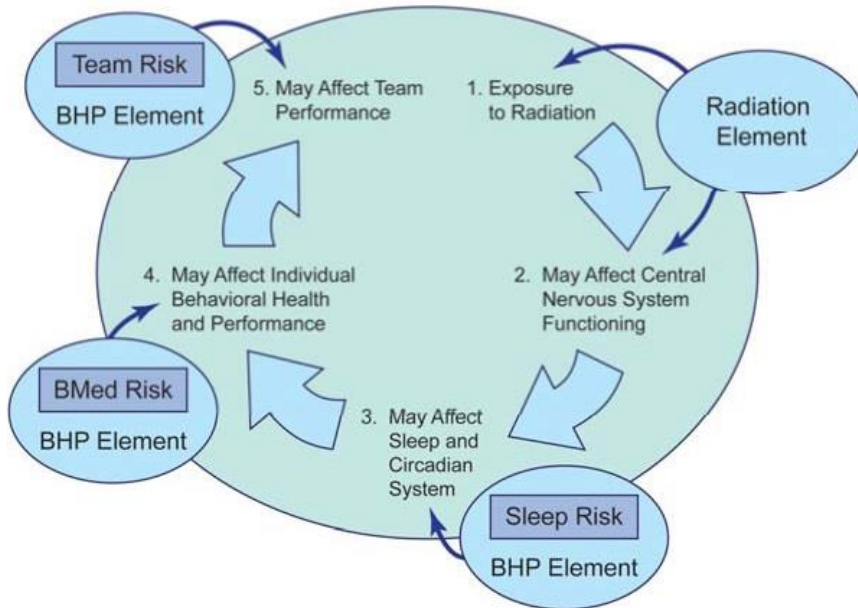 Team Risk
BHP Element
5. May Affect Team
Performance
1. Exposure
to Radiation
Radiation
Element
4. May Affect Individual
Behavioral Health
and Performance
2. May Affect Central
Nervous System
Functioning
BMed Risk
BHP Element
3. May Affect
Sleep and
Circadian
System
Sleep Risk
BHP Element